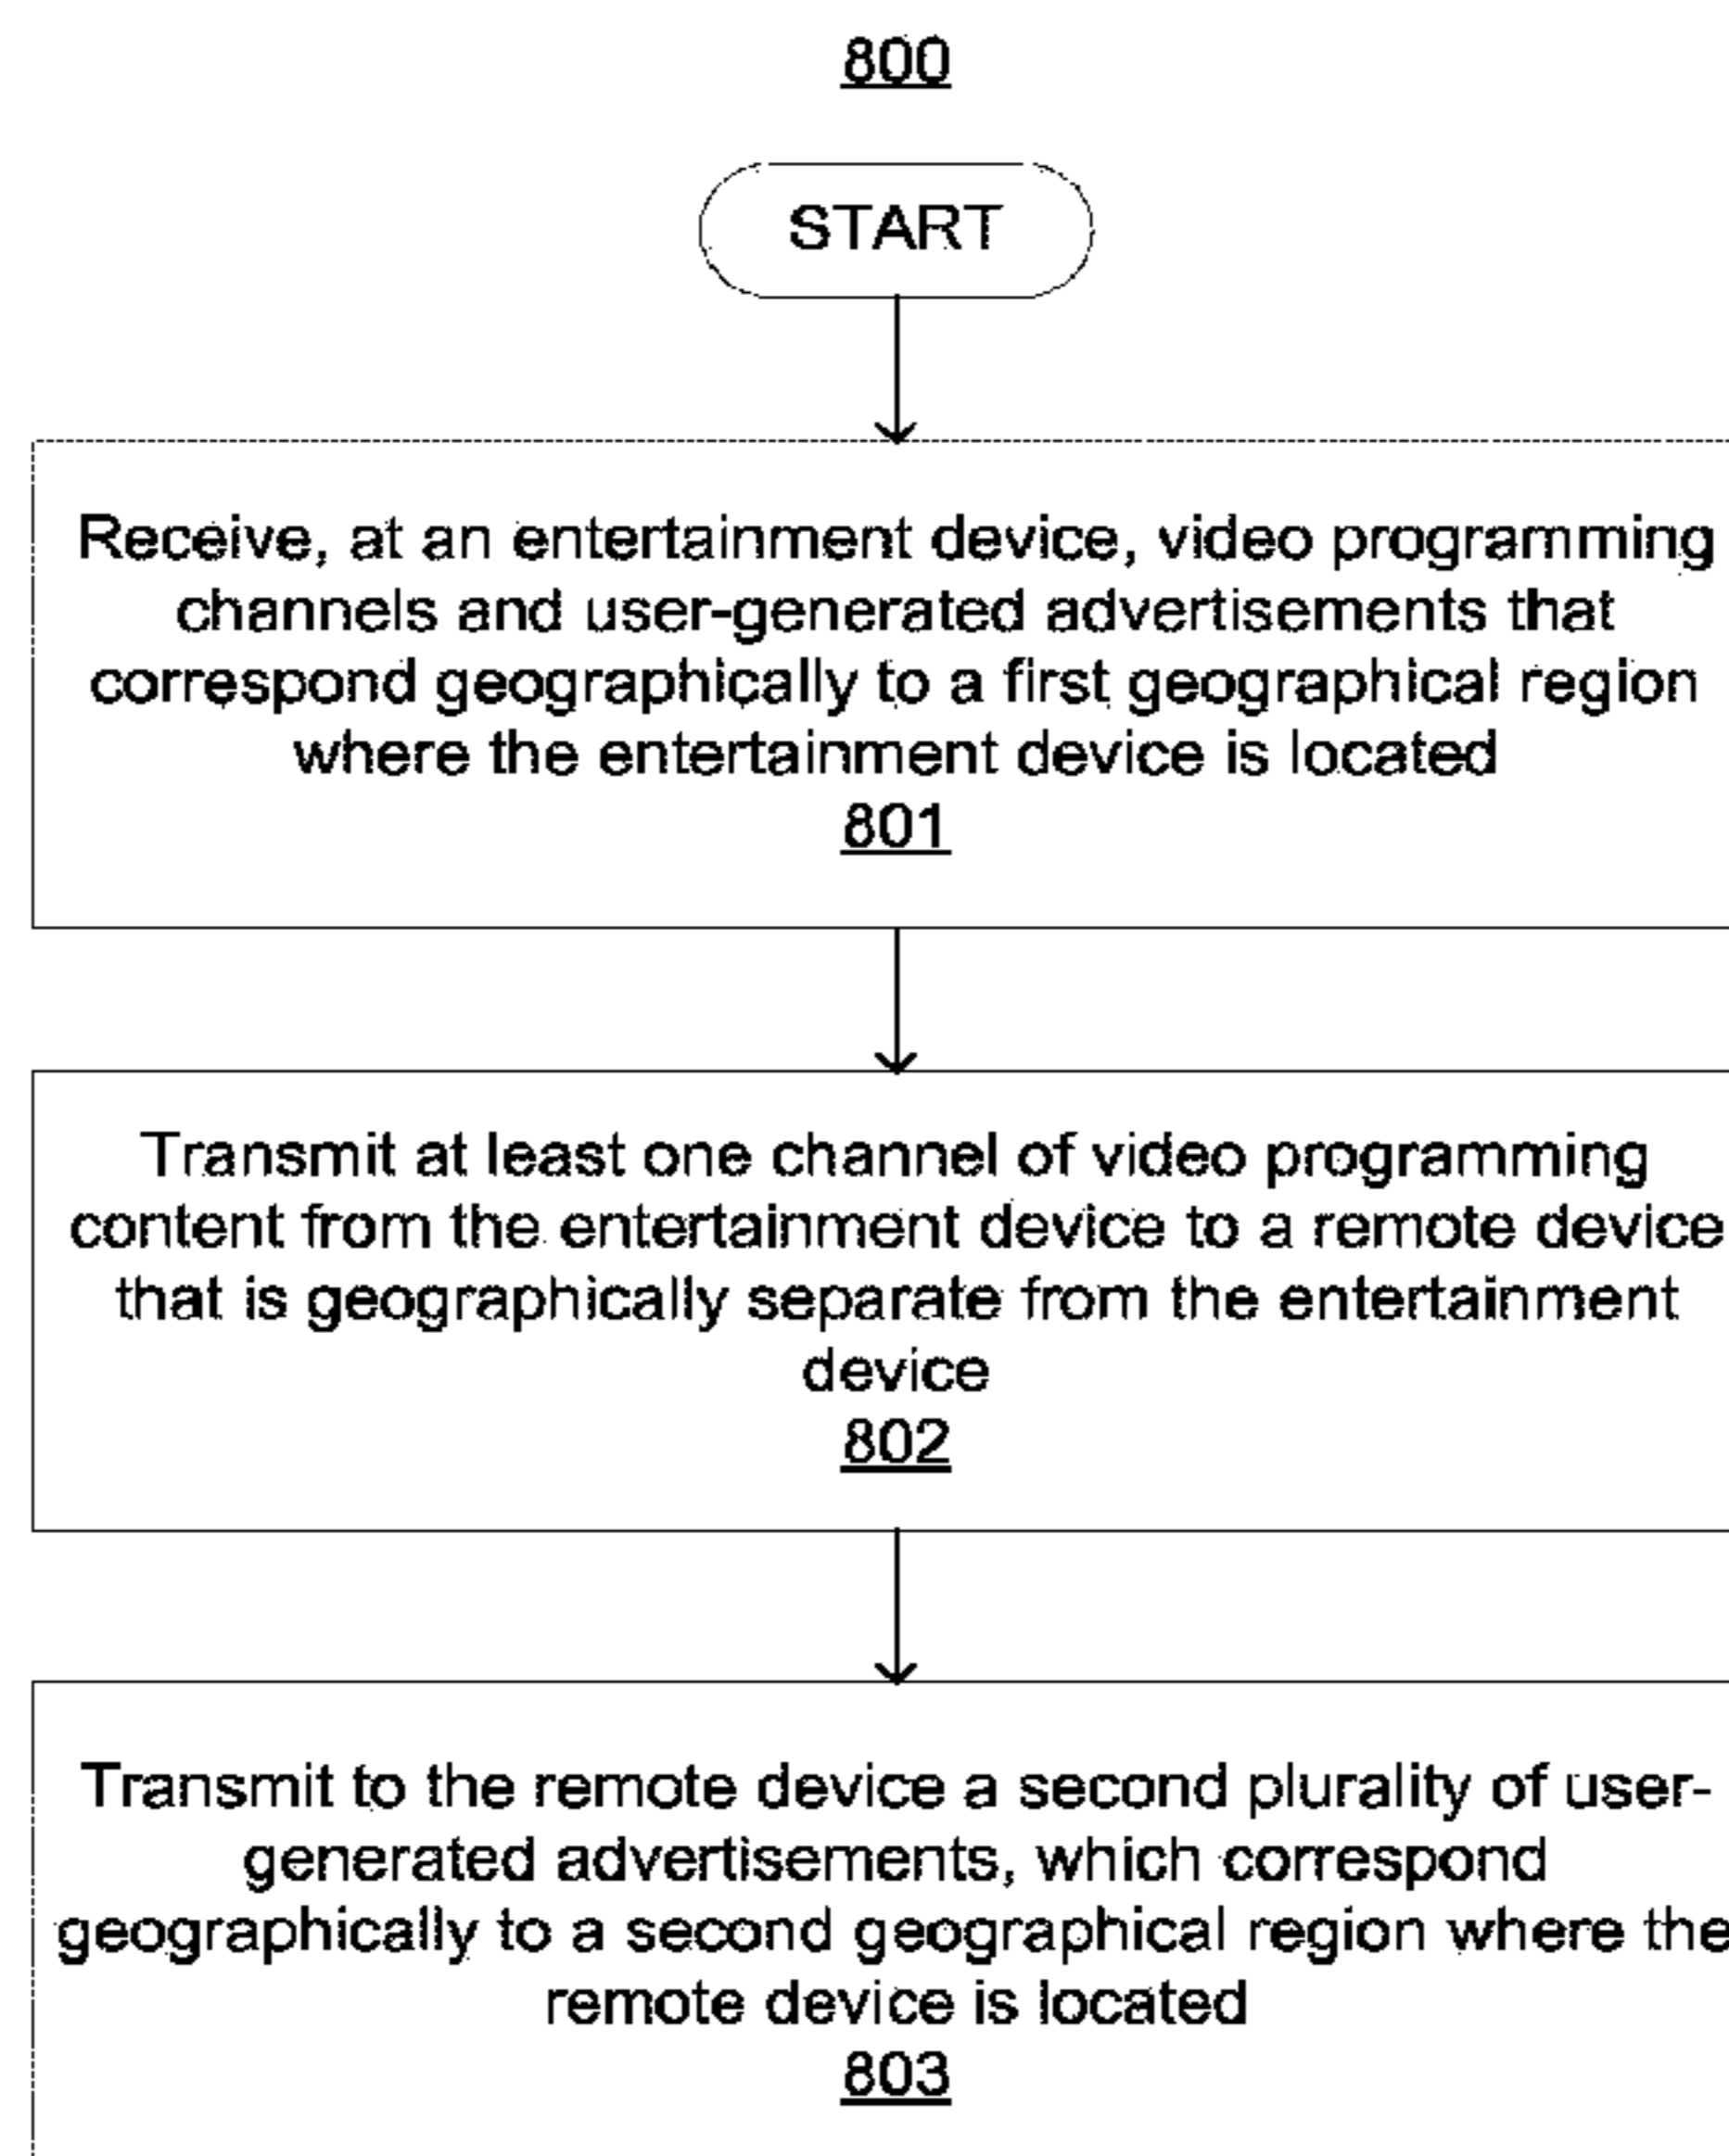 800
START
Receive, at an entertainment device, video programming
channels and user-generated advertisements that
correspond geographically to a first geographical region
where the entertainment device is located
801
Transmit at least one channel of video programming
content from the entertainment device to a remote device
that is geographically separate from the entertainment
device
802
Transmit to the remote device a second plurality of user-
generated advertisements, which correspond
geographically to a second geographical region where the
remote device is located
803